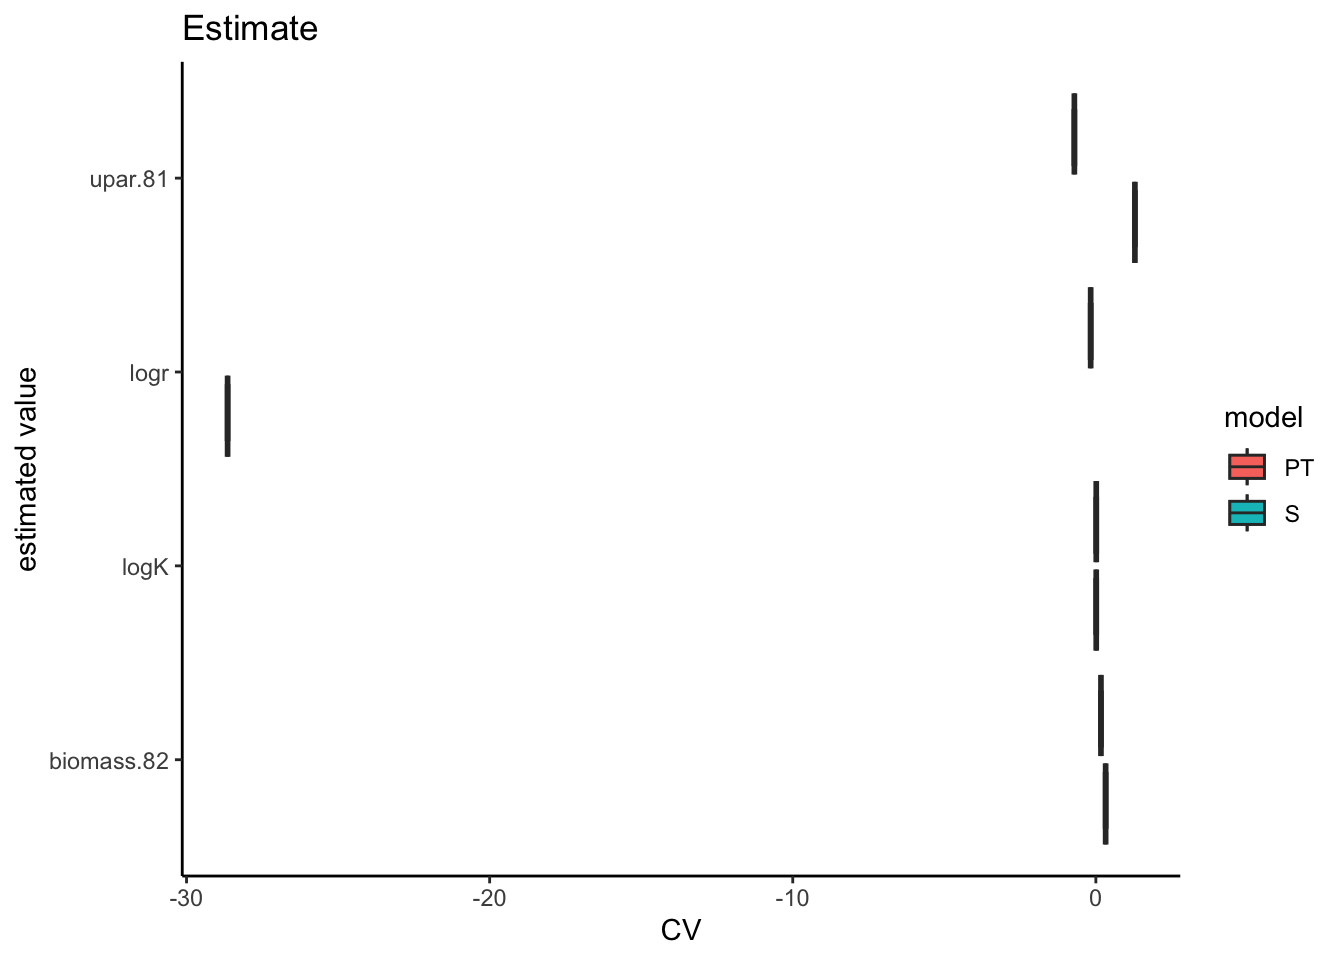 Estimate
estimated value
upar.81
logr
logK
biomass.82
-30
-20
-10
0
CV
model
PT
S